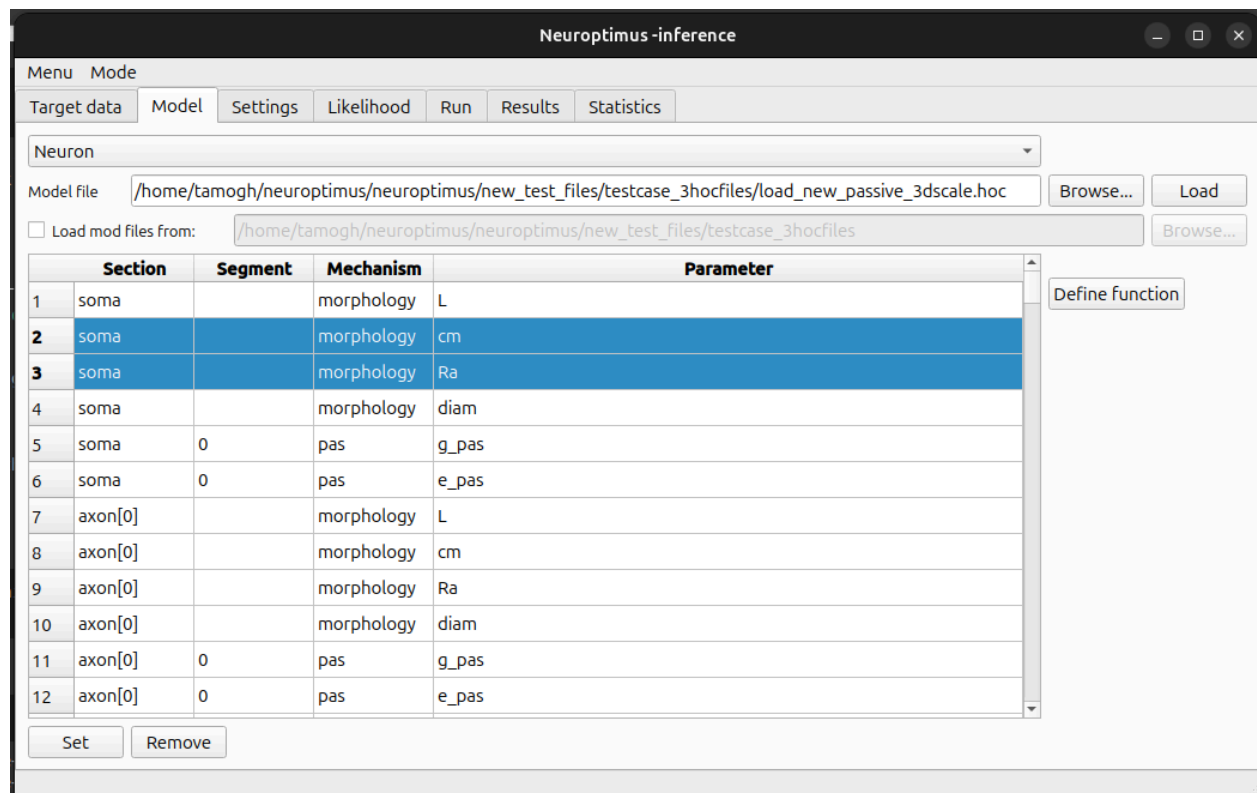 Neuroptimus -inference
Menu Mode
Target data Model Settings Likelihood Run Results Statistics
Neuron
Model file /home/tamogh/neuroptimus/neuroptimus/new_test_files/testcase_3hocfiles/load_new_passive_3dscale.hoc Browse... Load
Load mod files from: /home/tamogh/neuroptimus/neuroptimus/new_test_files/testcase_3hocfiles Browse...
Section Segment Mechanism Parameter
Define function
1 soma morphology L
2 soma morphology cm
3 soma morphology Ra
4 soma morphology diam
5 soma 0 pas g_pas
6 soma 0 pas e_pas
7 axon[0] morphology L
8 axon[0] morphology cm
9 axon[0] morphology Ra
10 axon[0] morphology diam
11 axon[0] 0 pas g_pas
12 axon[0] 0 pas e_pas
Set Remove